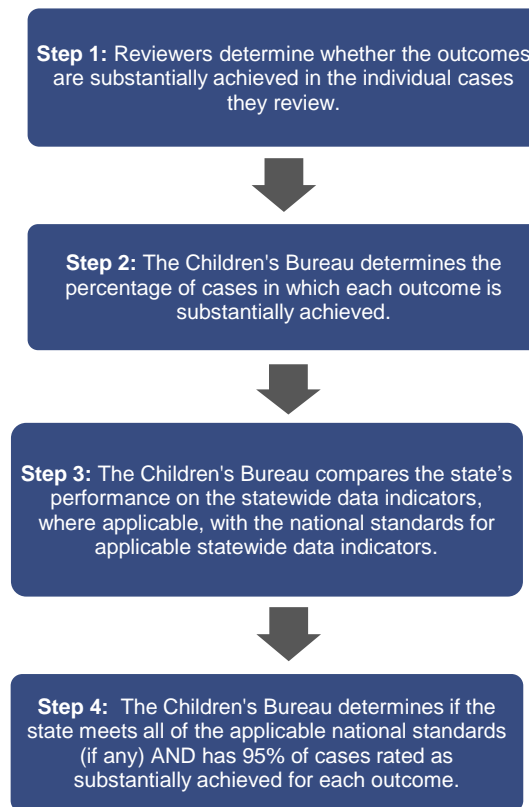 Step 1: Reviewers determine whether the outcomes
are substantially achieved in the individual cases
they review.
Step 2: The Children's Bureau determines the
percentage of cases in which each outcome is
substantially achieved.
Step 3: The Children's Bureau compares the state’s
performance on the statewide data indicators,
where applicable, with the national standards for
applicable statewide data indicators.
Step 4: The Children's Bureau determines if the
state meets all of the applicable national standards
(if any) AND has 95% of cases rated as
substantially achieved for each outcome.